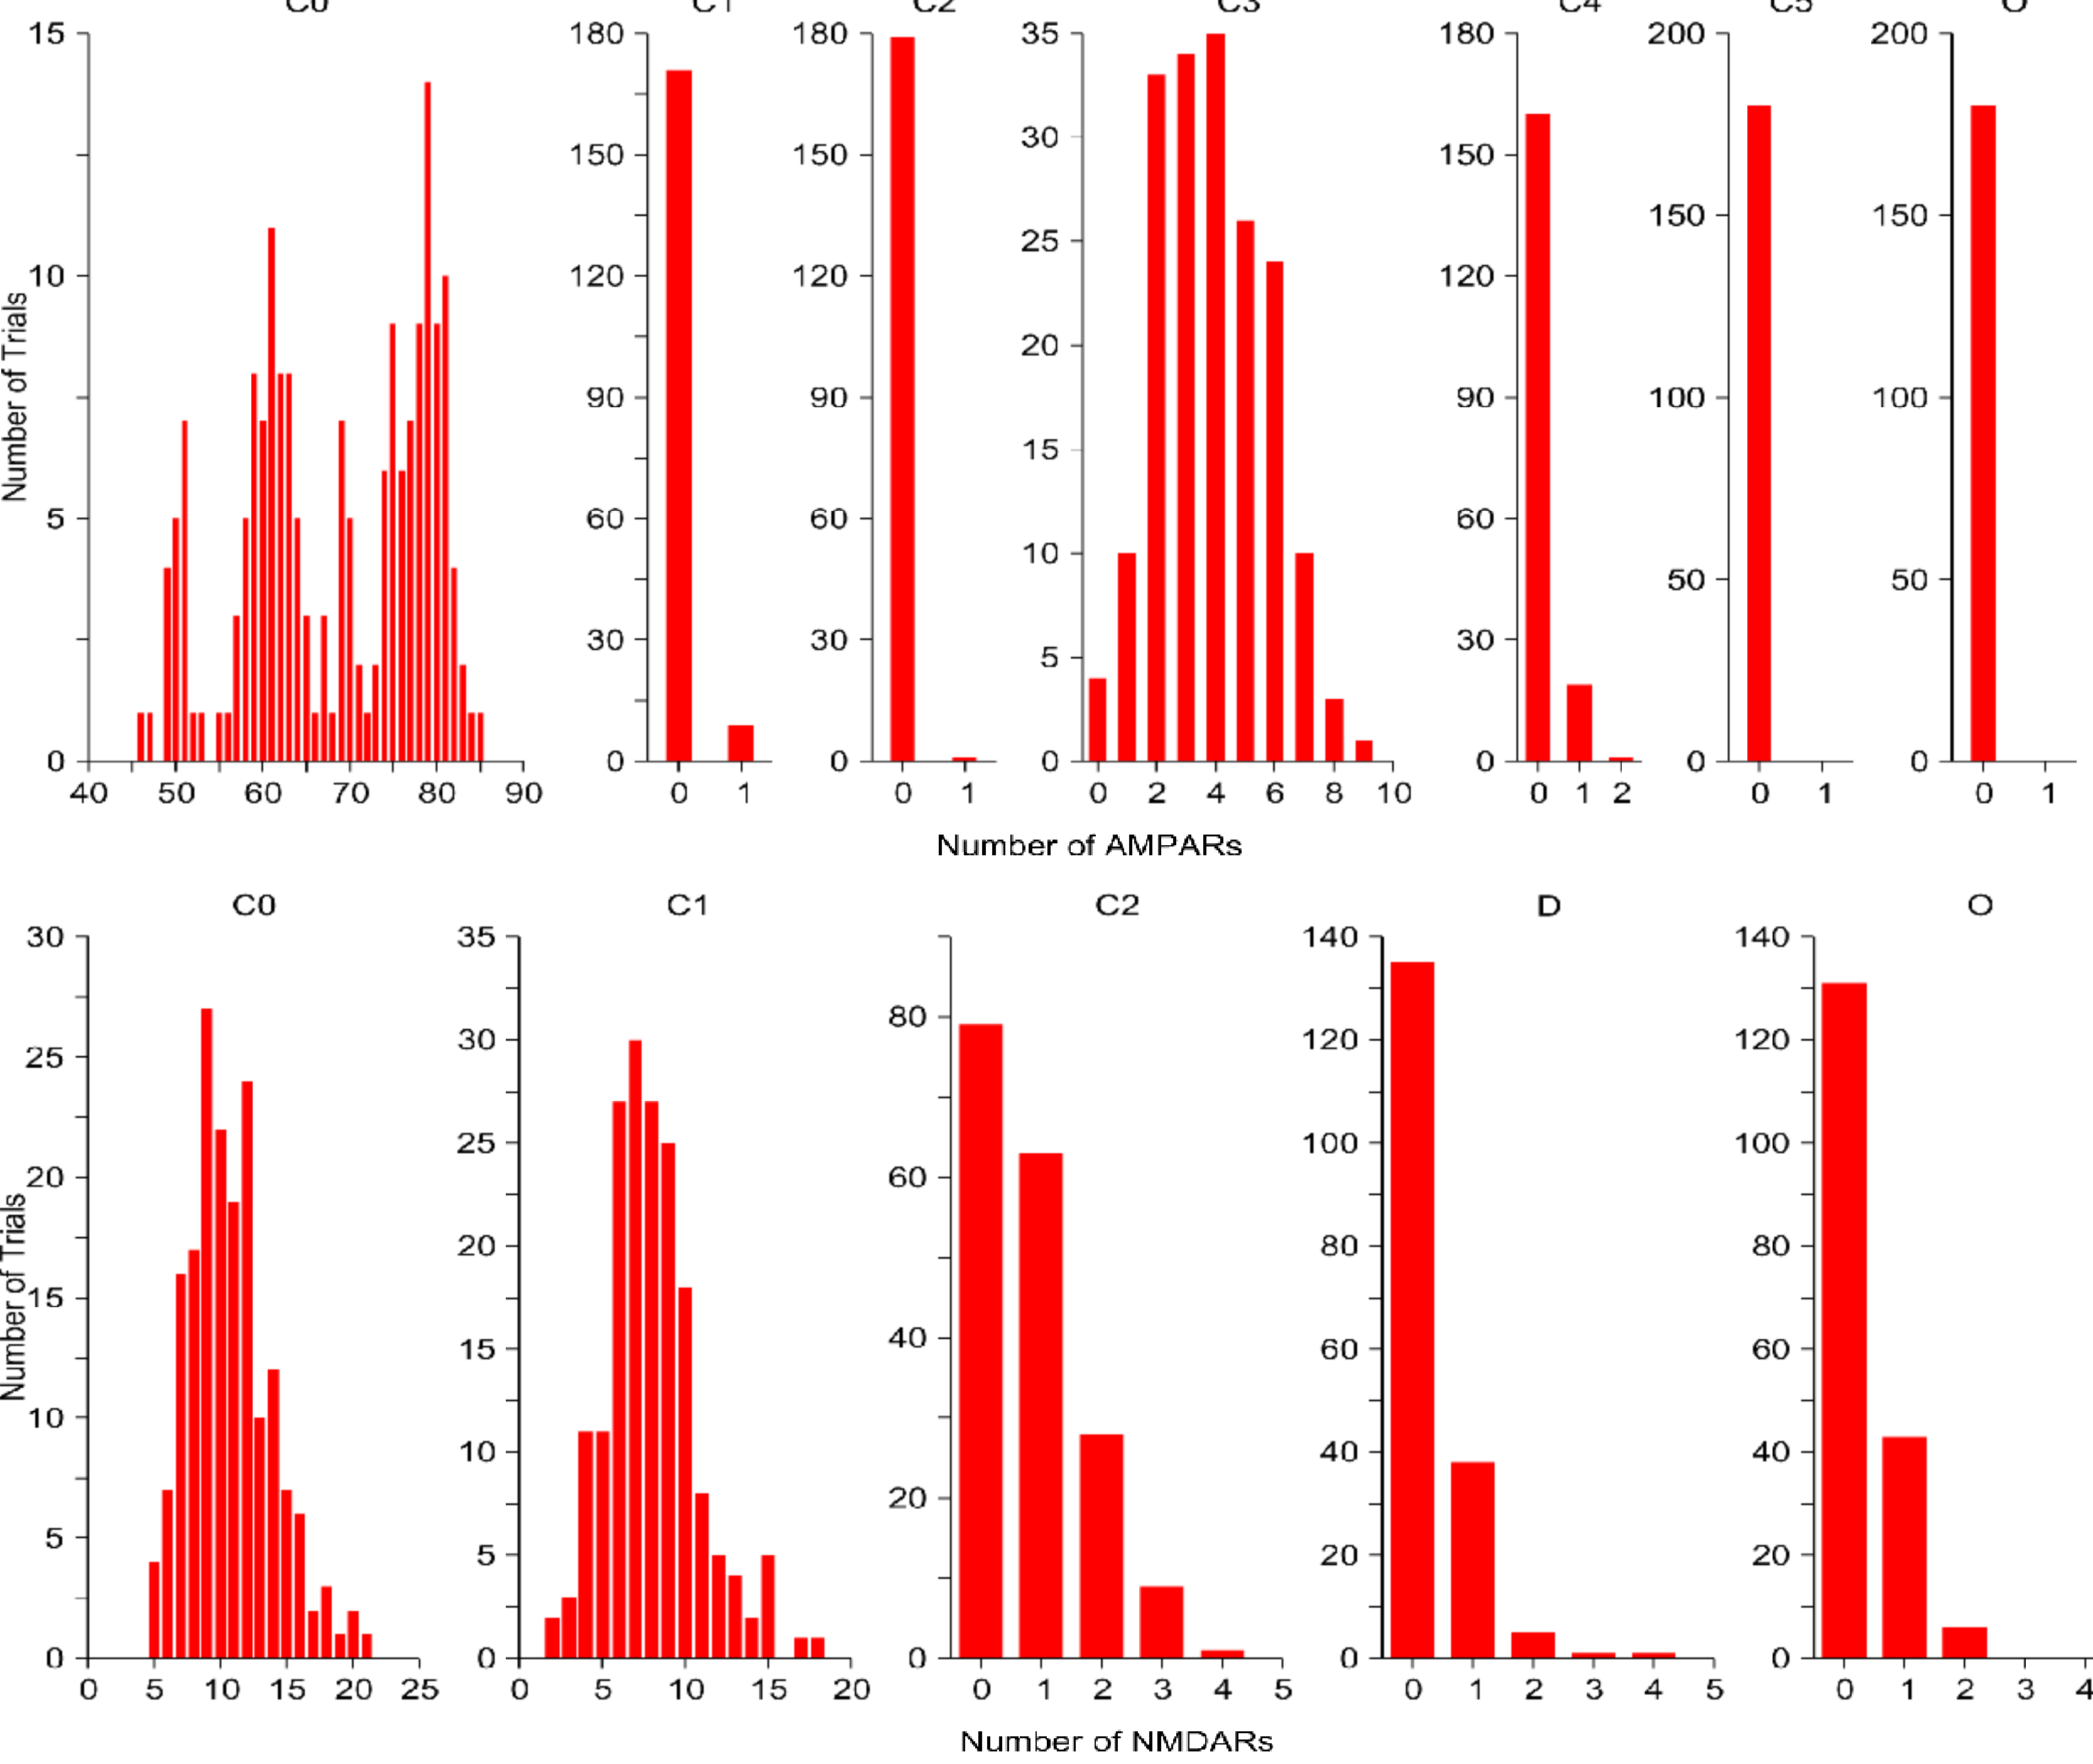 C0 C1 C2 C3 C4 C5 O
15 10 5 0
180 150 120 90 60 30 0
180 150 120 90 60 30 0
35 30 25 20 15 10 5 0
180 150 120 90 60 30 0
200 150 100 50 0
200 150 100 50 0
Number of Trials
40 50 60 70 80 90
0 1
0 1
0 2 4 6 8 10
0 1 2
0 1
0 1
Number of AMPARs
C0 C1 C2 D O
30 25 20 15 10 5 0
35 30 25 20 15 10 5 0
80 60 40 20 0
140 120 100 80 60 40 20 0
140 120 100 80 60 40 20 0
Number of Trials
0 5 10 15 20 25
0 5 10 15 20
0 1 2 3 4 5
0 1 2 3 4 5
0 1 2 3 4
Number of NMDARs